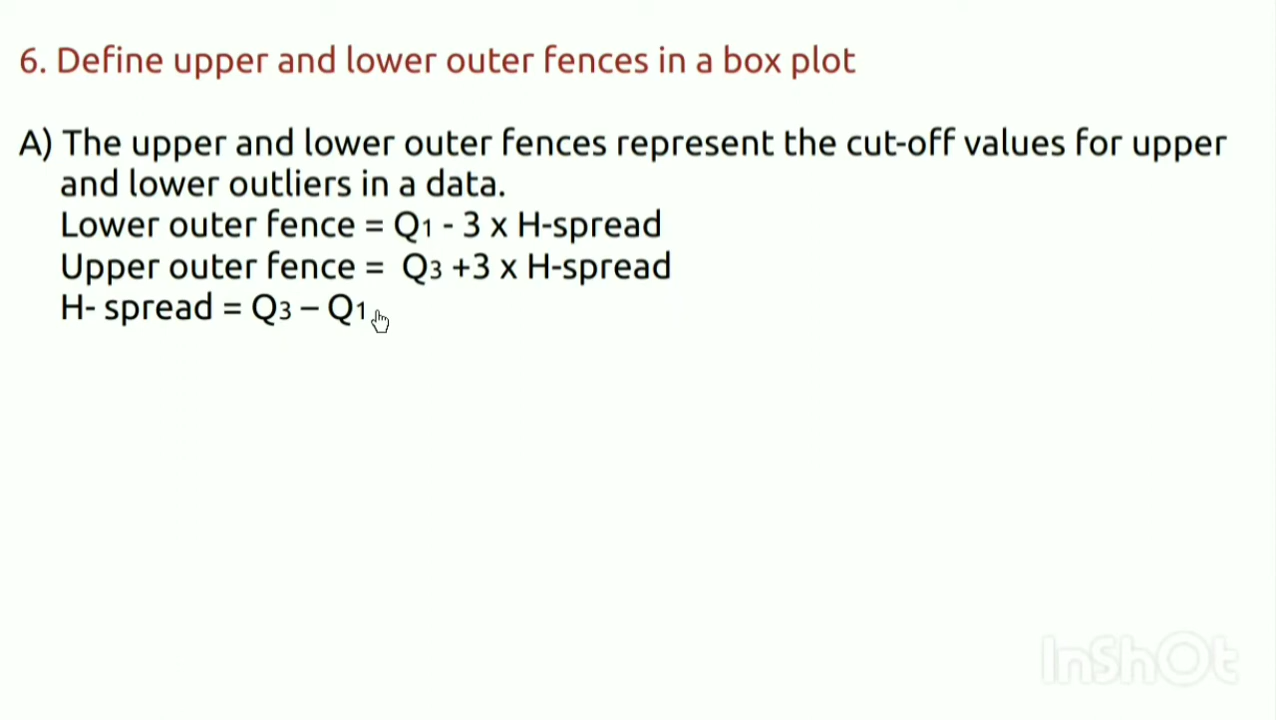 6. Define upper and lower outer fences in a box plot
A) The upper and lower outer fences represent the cut-off values for upper
and lower outliers in a data.
Lower outer fence = Q1 - 3 x H-spread
Upper outer fence = Q3 +3 x H-spread
H- spread = Q3 – Q1
InShOt